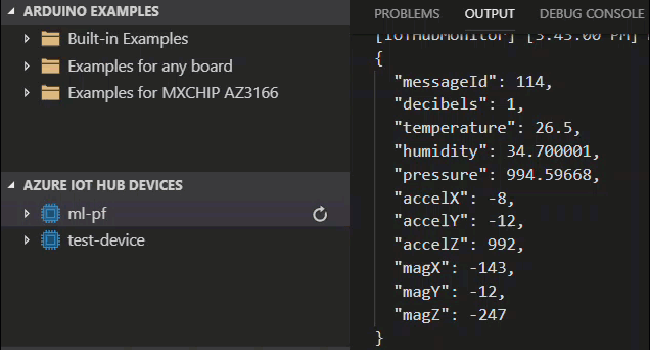 ARDUINO EXAMPLES
Built-in Examples
Examples for any board
Examples for MXCHIP AZ3166
AZURE IOT HUB DEVICES
ml-pf
test-device
PROBLEMS OUTPUT DEBUG CONSOLE
[IoTHubMonitor] [3:43:00 PM]
{
"messageId": 114,
"decibels": 1,
"temperature": 26.5,
"humidity": 34.700001,
"pressure": 994.59668,
"accelX": -8,
"accelY": -12,
"accelZ": 992,
"magX": -143,
"magY": -12,
"magZ": -247
}